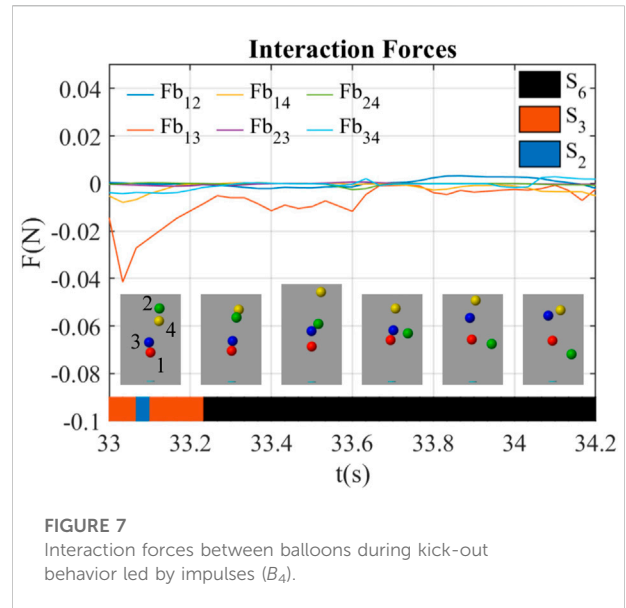 Interaction Forces
0.04
0.02
0
-0.02
-0.04
-0.06
-0.08
-0.1
F(N)
Fb12 Fb14 Fb24
Fb13 Fb23 Fb34
S6
S3
S2
2
4
3
1
33 33.2 33.4 33.6 33.8 34 34.2
t(s)
FIGURE 7
Interaction forces between balloons during kick-out
behavior led by impulses (B4).